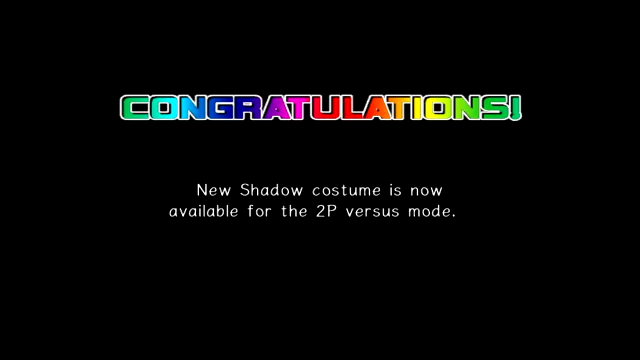 CONGRATULATIONS!
New Shadow costume is now
available for the 2P versus mode.